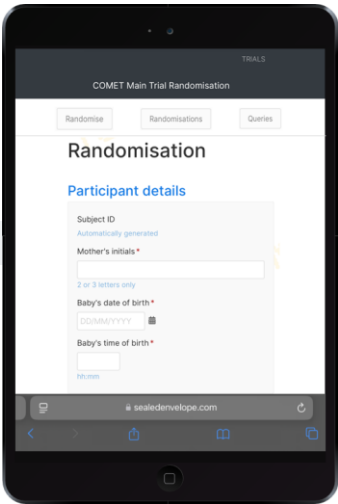 TRIALS
COMET Main Trial Randomisation
Randomise
Randomisations
Queries
Randomisation
Participant details
Subject ID
Automatically generated
Mother's initials*
2 or 3 letters only
Baby's date of birth*
DD/MM/YYYY
Baby's time of birth*
hh:mm
sealedenvelope.com